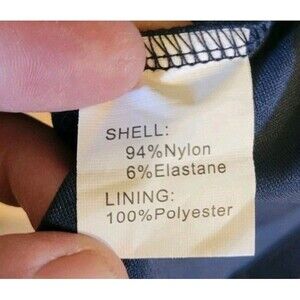 SHELL:
94%Nylon
6%Elastane
LINING:
100%Polyester